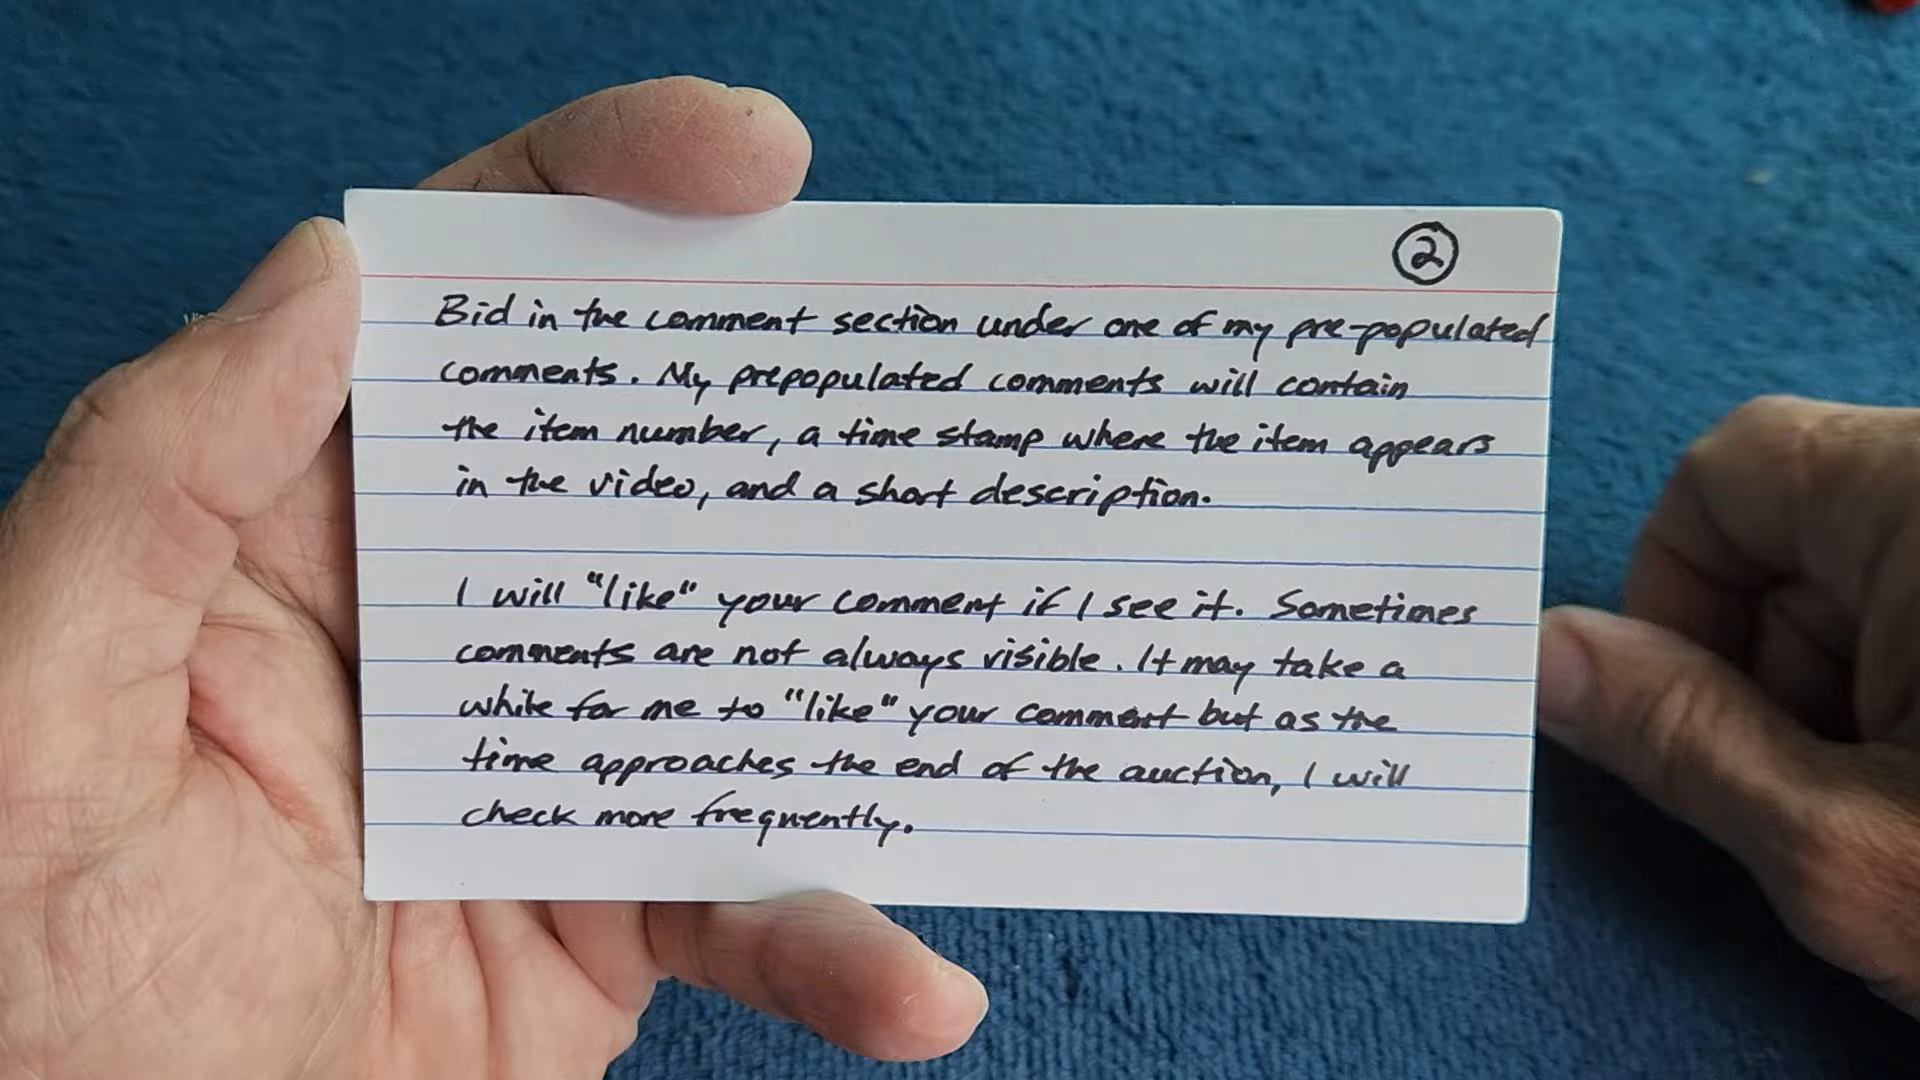 2
Bid in the comment section under one of my pre-populated
comments. My prepopulated comments will contain
the item number, a time stamp where the item appears
in the video, and a short description.
I will "like" your comment if I see it. Sometimes
comments are not always visible. It may take a
while for me to "like" your comment but as the
time approaches the end of the auction, I will
check more frequently.